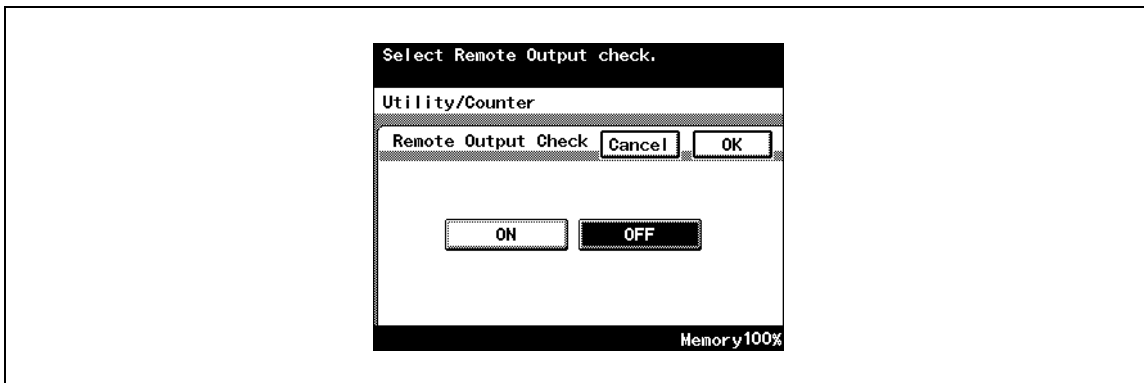 Select Remote Output check.
Utility/Counter
Remote Output Check Cancel OK
ON OFF
Memory100%